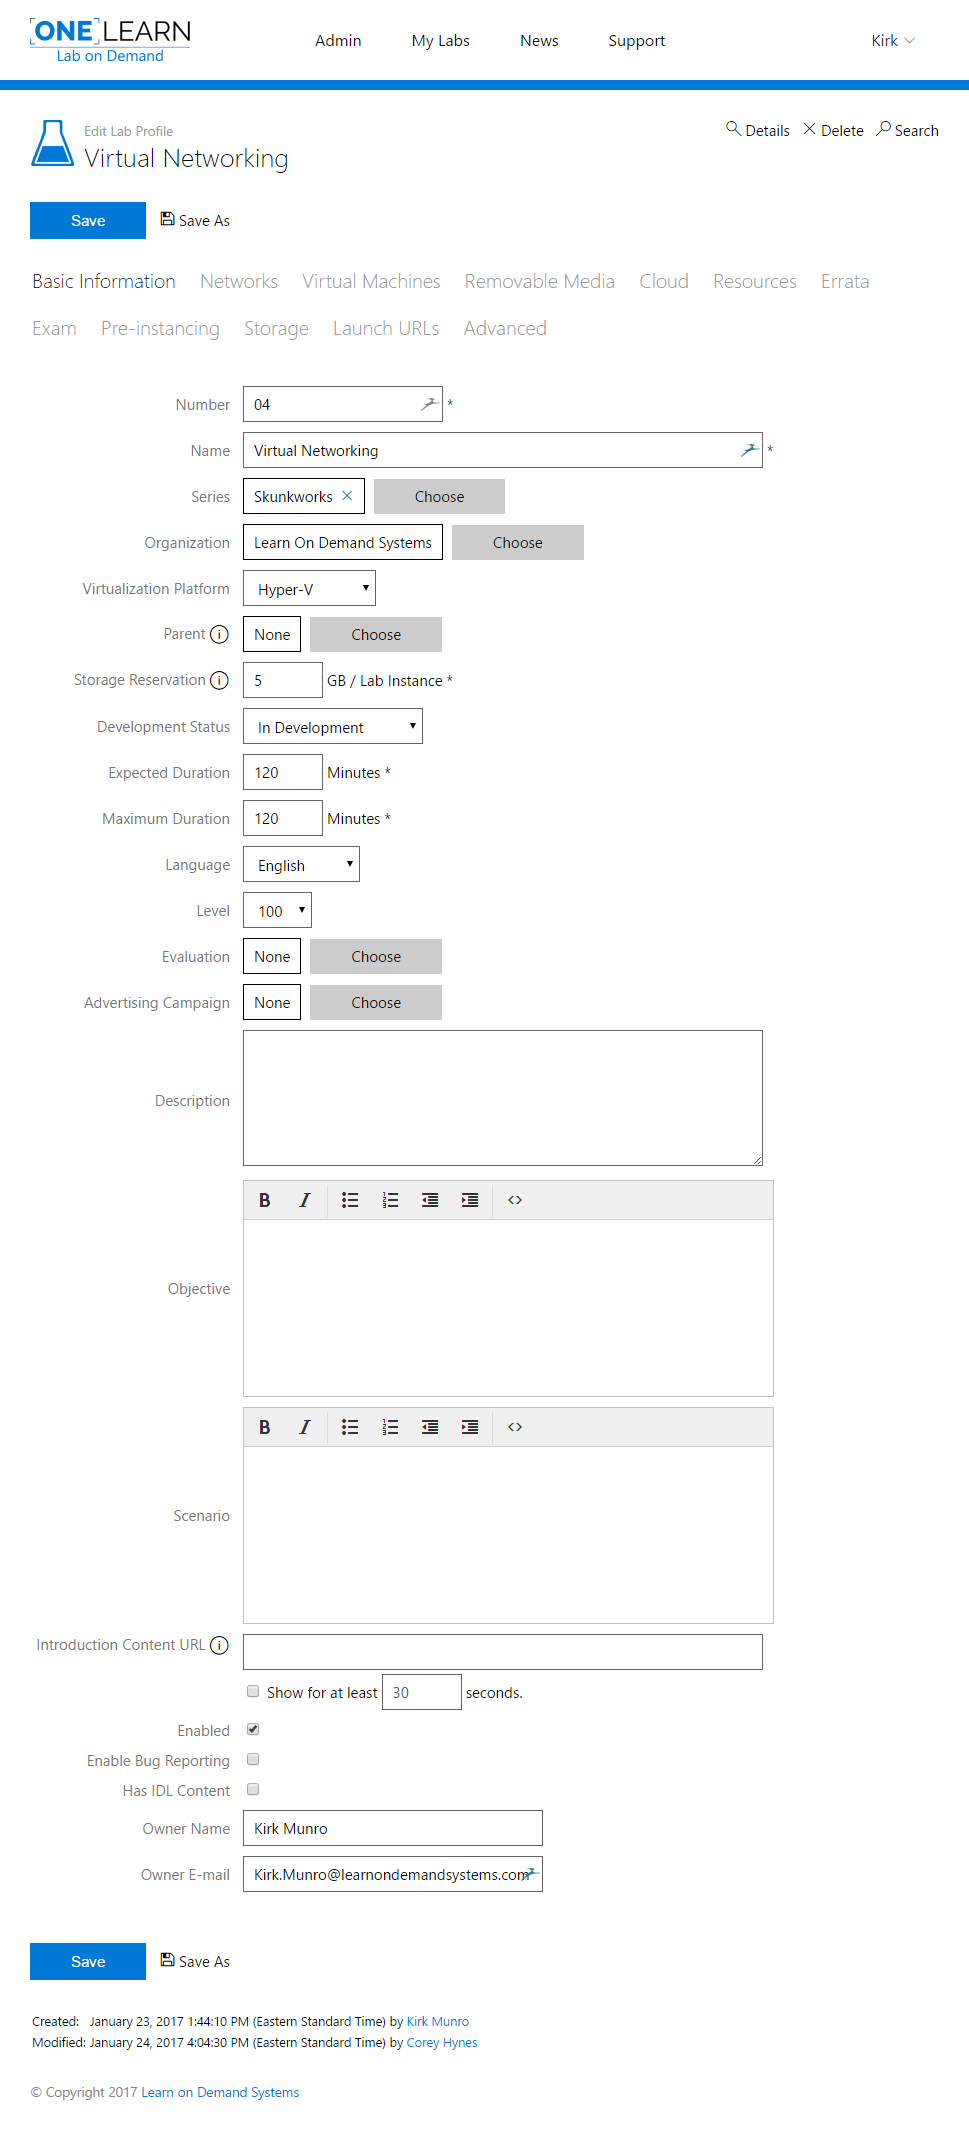 ONE LEARN
Lab on Demand
Admin My Labs News Support Kirk
Edit Lab Profile
Virtual Networking
Details Delete Search
Save Save As
Basic Information Networks Virtual Machines Removable Media Cloud Resources Errata
Exam Pre-instancing Storage Launch URLs Advanced
Number 04 *
Name Virtual Networking *
Series Skunkworks Choose
Organization Learn On Demand Systems Choose
Virtualization Platform Hyper-V
Parent None Choose
Storage Reservation 5 GB / Lab Instance *
Development Status In Development
Expected Duration 120 Minutes *
Maximum Duration 120 Minutes *
Language English
Level 100
Evaluation None Choose
Advertising Campaign None Choose
Description
B I
Objective
B I
Scenario
Introduction Content URL
Show for at least 30 seconds.
Enabled
Enable Bug Reporting
Has IDL Content
Owner Name Kirk Munro
Owner E-mail Kirk.Munro@learnondemandsystems.com
Save Save As
Created: January 23, 2017 1:44:10 PM (Eastern Standard Time) by Kirk Munro
Modified: January 24, 2017 4:04:30 PM (Eastern Standard Time) by Corey Hynes
© Copyright 2017 Learn on Demand Systems